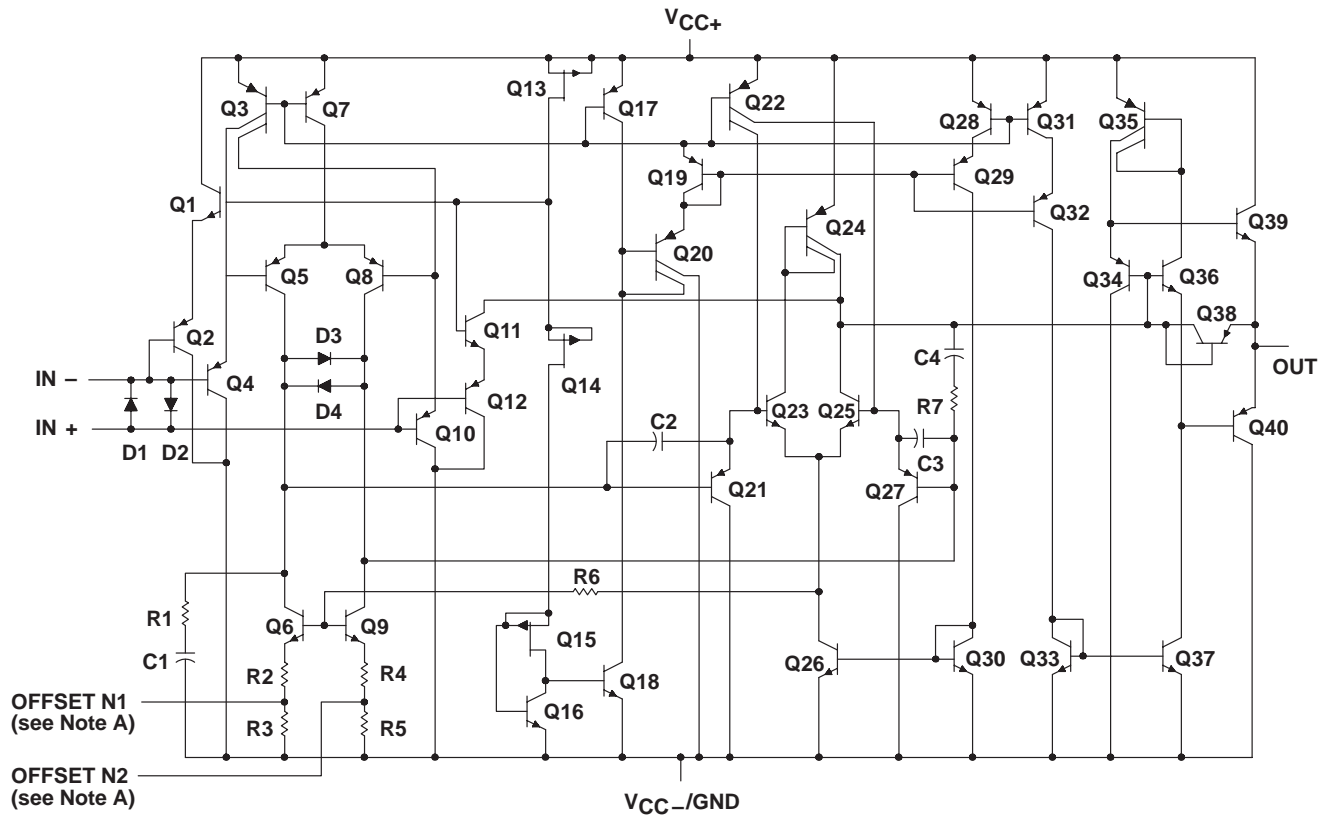 VCC+
Q3
Q7
Q13
Q17
Q22
Q28
Q31
Q35
Q1
Q19
Q29
Q32
Q39
Q5
Q8
Q20
Q24
Q34
Q36
Q2
Q11
Q38
D3
C4
OUT
IN −
Q4
Q14
D4
Q12
R7
IN +
Q10
C2
Q23
Q25
Q40
D1
D2
C3
Q21
Q27
R6
R1
Q6
Q9
Q15
C1
Q26
Q30
Q33
Q37
R2
R4
Q18
OFFSET N1
(see Note A)
R3
R5
Q16
OFFSET N2
(see Note A)
VCC−/GND